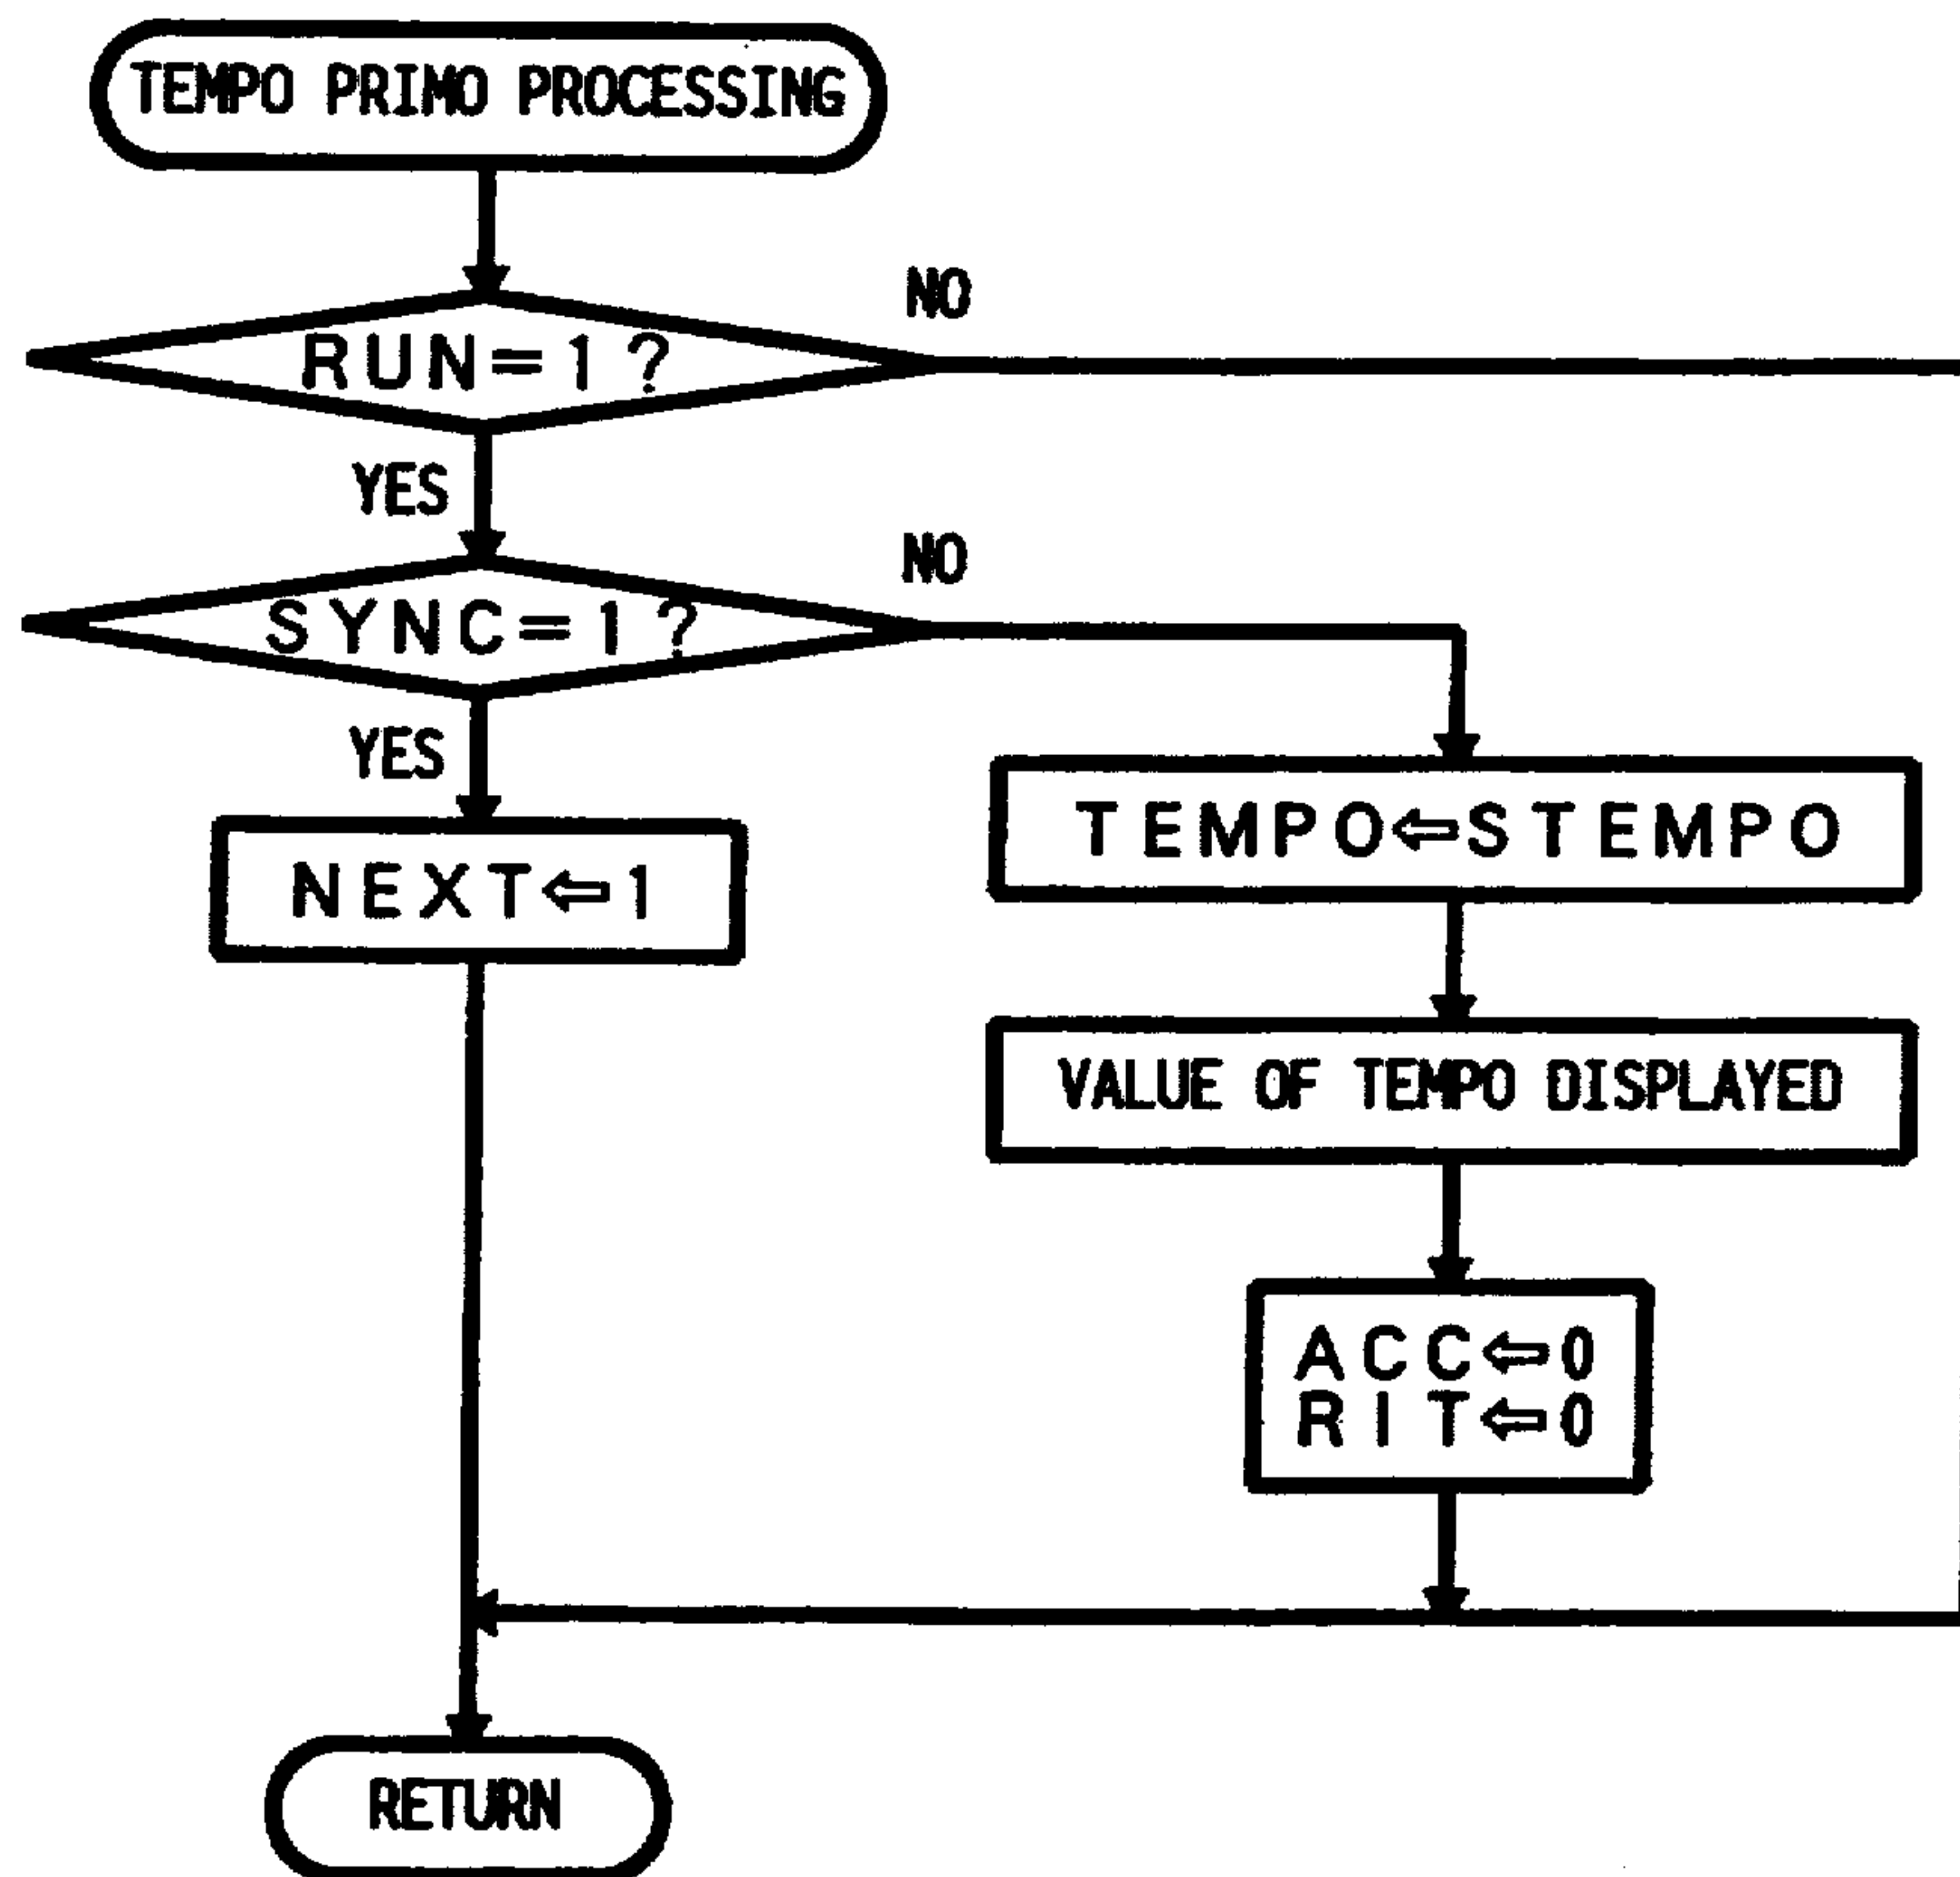 TEMPO PRIMO PROCESSING
NO
RUN=1?
YES
NO
SYNC=1?
YES
TEMPO⇦STEMPO
NEXT⇦1
VALUE OF TEMPO DISPLAYED
ACC⇦0
RIT⇦0
RETURN